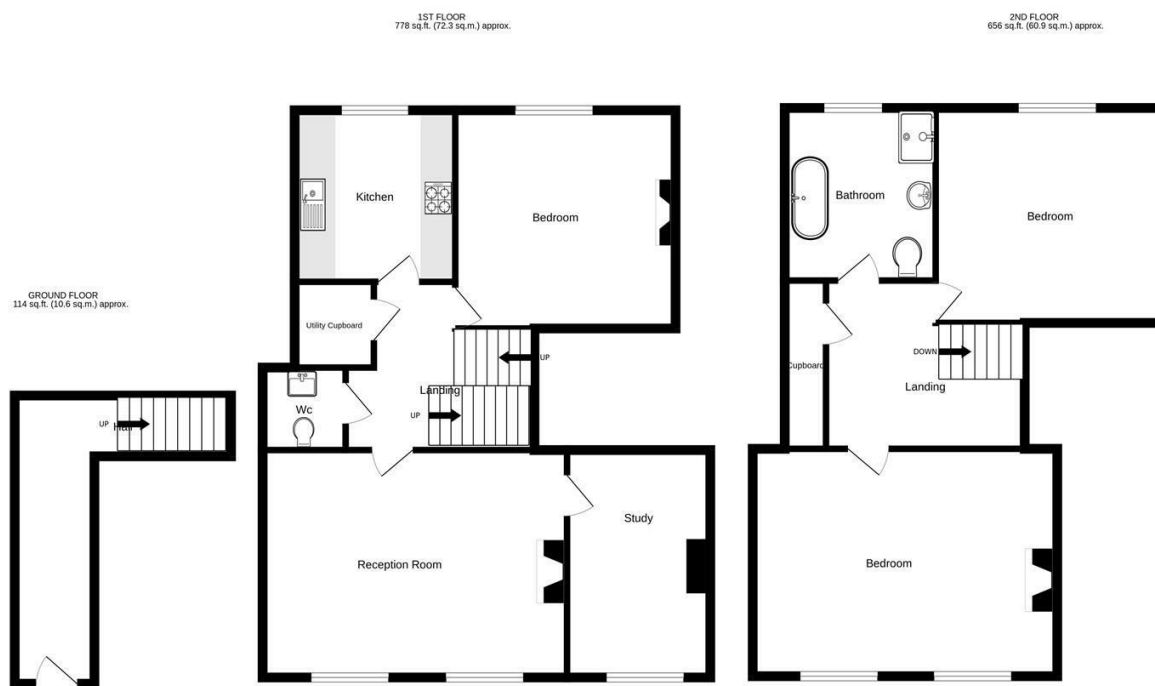 1ST FLOOR
778 sq.ft. (72.3 sq.m.) approx.
2ND FLOOR
656 sq.ft. (60.9 sq.m.) approx.
GROUND FLOOR
114 sq.ft. (10.6 sq.m.) approx.
UP
Hall
Kitchen
Bedroom
Utility Cupboard
UP
Landing
UP
Wc
Reception Room
Study
Bathroom
Bedroom
DOWN
Cupboard
Landing
Bedroom